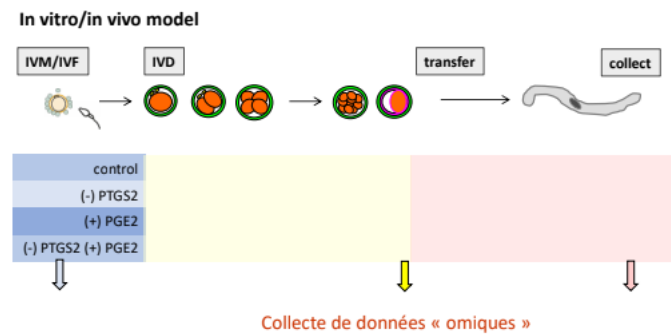 In vitro/in vivo model
IVM/IVF
IVD
transfer
collect
control
(-) PTGS2
(+) PGE2
(-) PTGS2 (+) PGE2
Collecte de données « omiques »